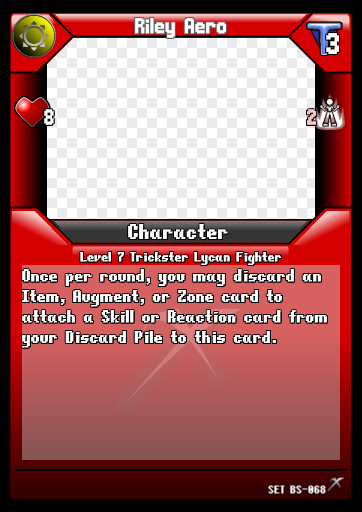 Riley Aero
T 3
8
2
Character
Level 7 Trickster Lycan Fighter
Once per round, you may discard an
Item, Augment, or Zone card to
attach a Skill or Reaction card from
your Discard Pile to this card.
SET BS-068